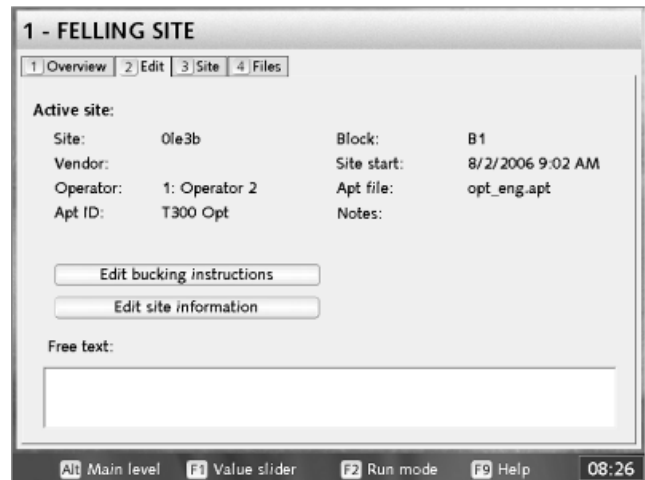 1 - FELLING SITE
1 Overview 2 Edit 3 Site 4 Files
Active site:
Site: Ole3b Block: B1
Vendor: Site start: 8/2/2006 9:02 AM
Operator: 1: Operator 2 Apt file: opt_eng.apt
Apt ID: T300 Opt Notes:
Edit bucking instructions
Edit site information
Free text:
Alt Main level F1 Value slider F2 Run mode F9 Help 08:26